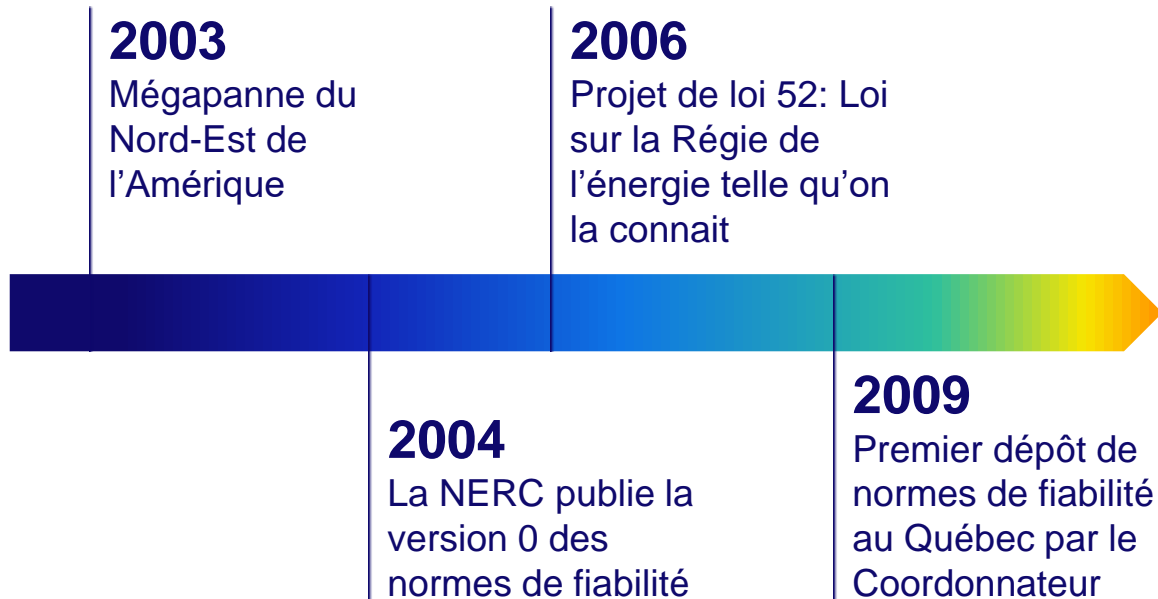 2003
Mégapanne du
Nord-Est de
l’Amérique
2006
Projet de loi 52: Loi
sur la Régie de
l’énergie telle qu’on
la connait
2004
La NERC publie la
version 0 des
normes de fiabilité
2009
Premier dépôt de
normes de fiabilité
au Québec par le
Coordonnateur